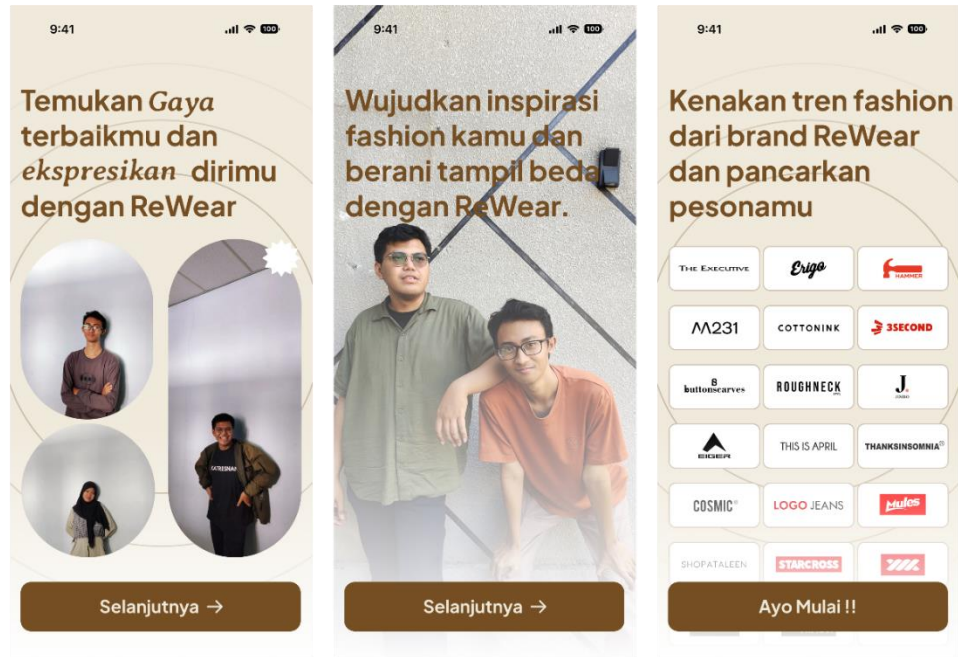 9:41
100
Temukan Gaya
terbaikmu dan
ekspresikan dirimu
dengan ReWear
Selanjutnya →
9:41
100
Wujudkan inspirasi
fashion kamu dan
berani tampil beda
dengan ReWear.
Selanjutnya →
9:41
100
Kenakan tren fashion
dari brand ReWear
dan pancarkan
pesonamu
THE EXECUTIVE
Erigo
HAMMER
M231
COTTONINK
3SECOND
buttonscarves
ROUGHNECK
J.
EIGER
THIS IS APRIL
THANKSINSOMNIA
COSMIC
LOGO JEANS
Mules
SHOPATALEEN
STARCROSS
Ayo Mulai !!